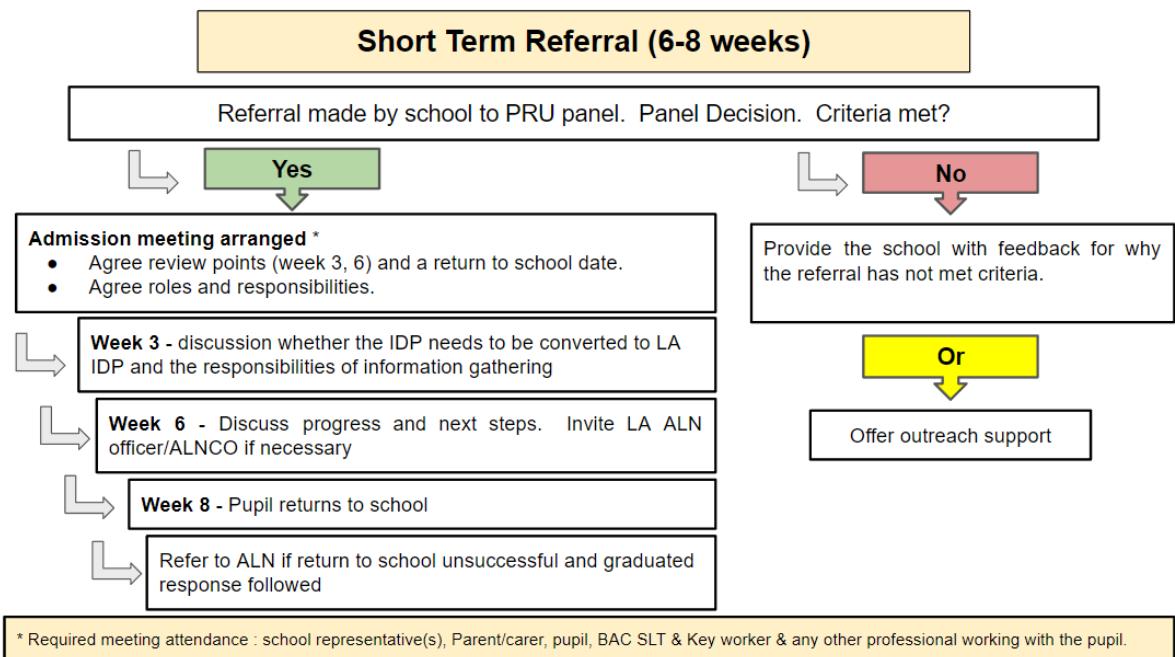 Short Term Referral (6-8 weeks)
Referral made by school to PRU panel.  Panel Decision.  Criteria met?
Yes
No
Admission meeting arranged *
● Agree review points (week 3, 6) and a return to school date.
● Agree roles and responsibilities.
Provide the school with feedback for why
the referral has not met criteria.
Week 3 - discussion whether the IDP needs to be converted to LA
IDP and the responsibilities of information gathering
Or
Week 6 - Discuss progress and next steps.  Invite LA ALN
officer/ALNCO if necessary
Offer outreach support
Week 8 - Pupil returns to school
Refer to ALN if return to school unsuccessful and graduated
response followed
* Required meeting attendance : school representative(s), Parent/carer, pupil, BAC SLT & Key worker & any other professional working with the pupil.